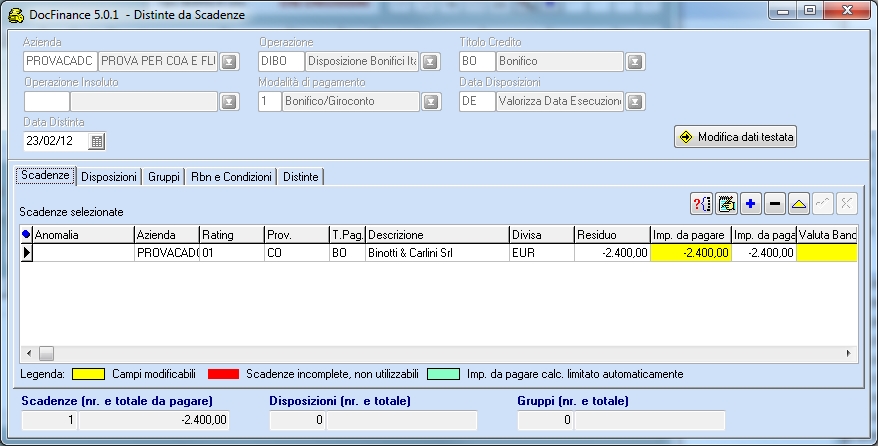 DocFinance 5.0.1 - Distinte da Scadenze
Azienda Operazione Titolo Credito
PROVACADC PROVA PER COA E FLI DIBO Disposizione Bonifici Ita BO Bonifico
Operazione Insoluto Modalità di pagamento Data Disposizioni
1 Bonifico/Giroconto DE Valorizza Data Esecuzion
Data Distinta
23/02/12 Modifica dati testata
Scadenze Disposizioni Gruppi Rbn e Condizioni Distinte
Scadenze selezionate
Anomalia Azienda Rating Prov. T.Pag. Descrizione Divisa Residuo Imp. da pagare Imp. da paga Valuta Banc
PROVACADC 01 CO BO Binotti & Carlini Srl EUR -2.400,00 -2.400,00 -2.400,00
Legenda: Campi modificabili Scadenze incomplete, non utilizzabili Imp. da pagare calc. limitato automaticamente
Scadenze (nr. e totale da pagare) Disposizioni (nr. e totale) Gruppi (nr. e totale)
1 -2.400,00 0 0